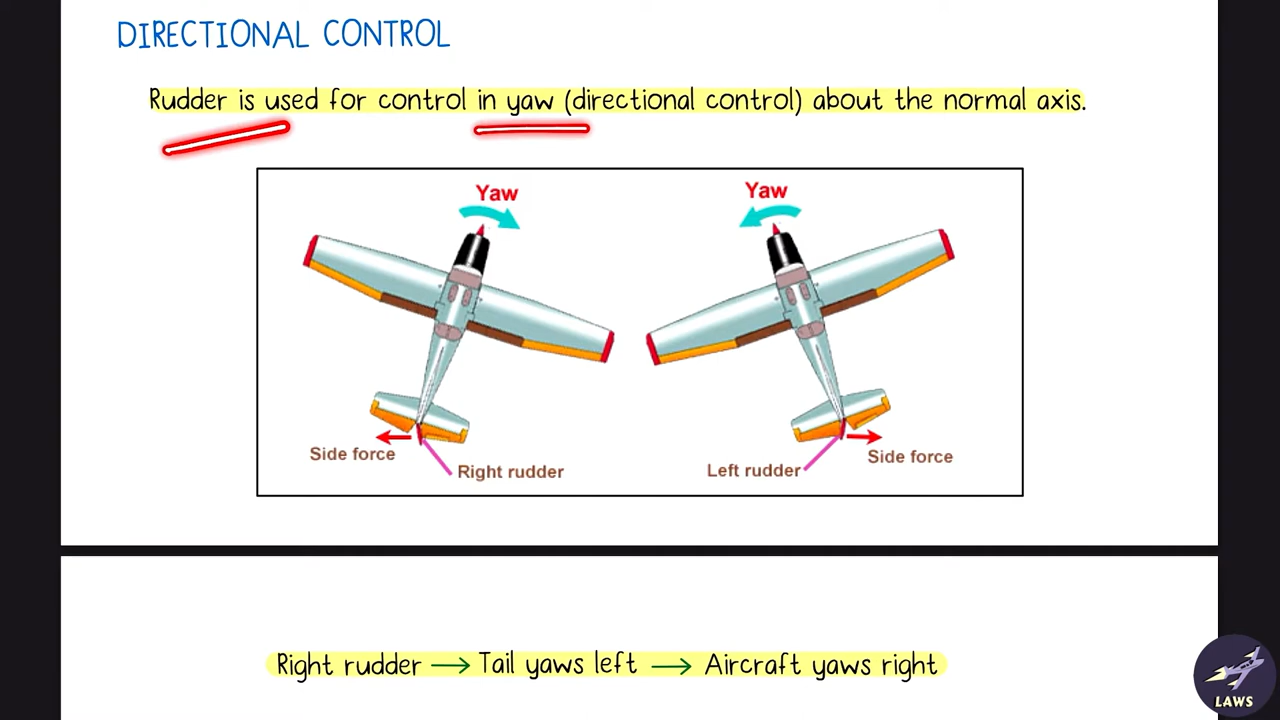 DIRECTIONAL CONTROL
Rudder is used for control in yaw (directional control) about the normal axis.
Yaw
Yaw
Side force
Right rudder
Left rudder
Side force
Right rudder → Tail yaws left → Aircraft yaws right
LAWS